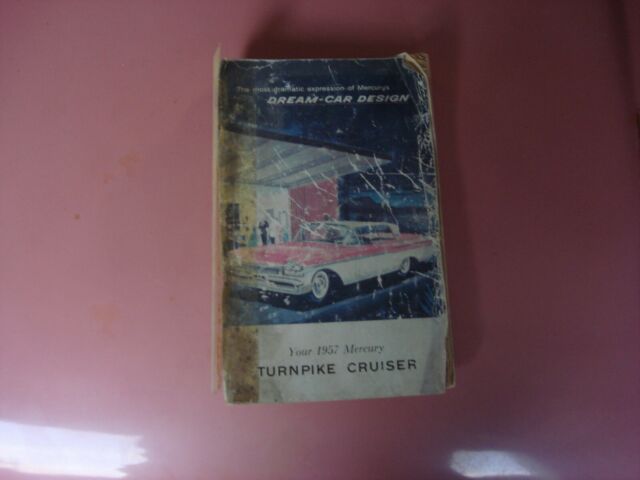 The most dramatic expression of Mercury's
DREAM-CAR DESIGN
Your 1957 Mercury
TURNPIKE CRUISER